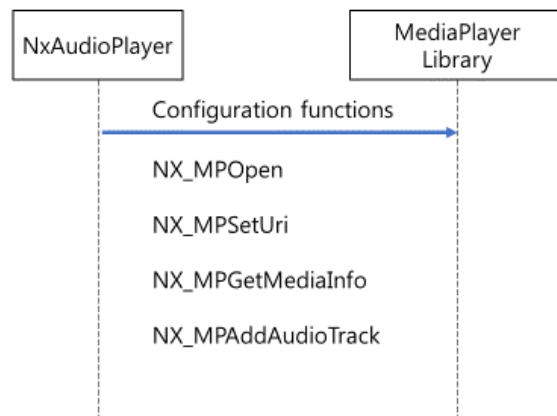 NxAudioPlayer
MediaPlayer
Library
Configuration functions
NX_MPOpen
NX_MPSetUri
NX_MPGetMediaInfo
NX_MPAddAudioTrack